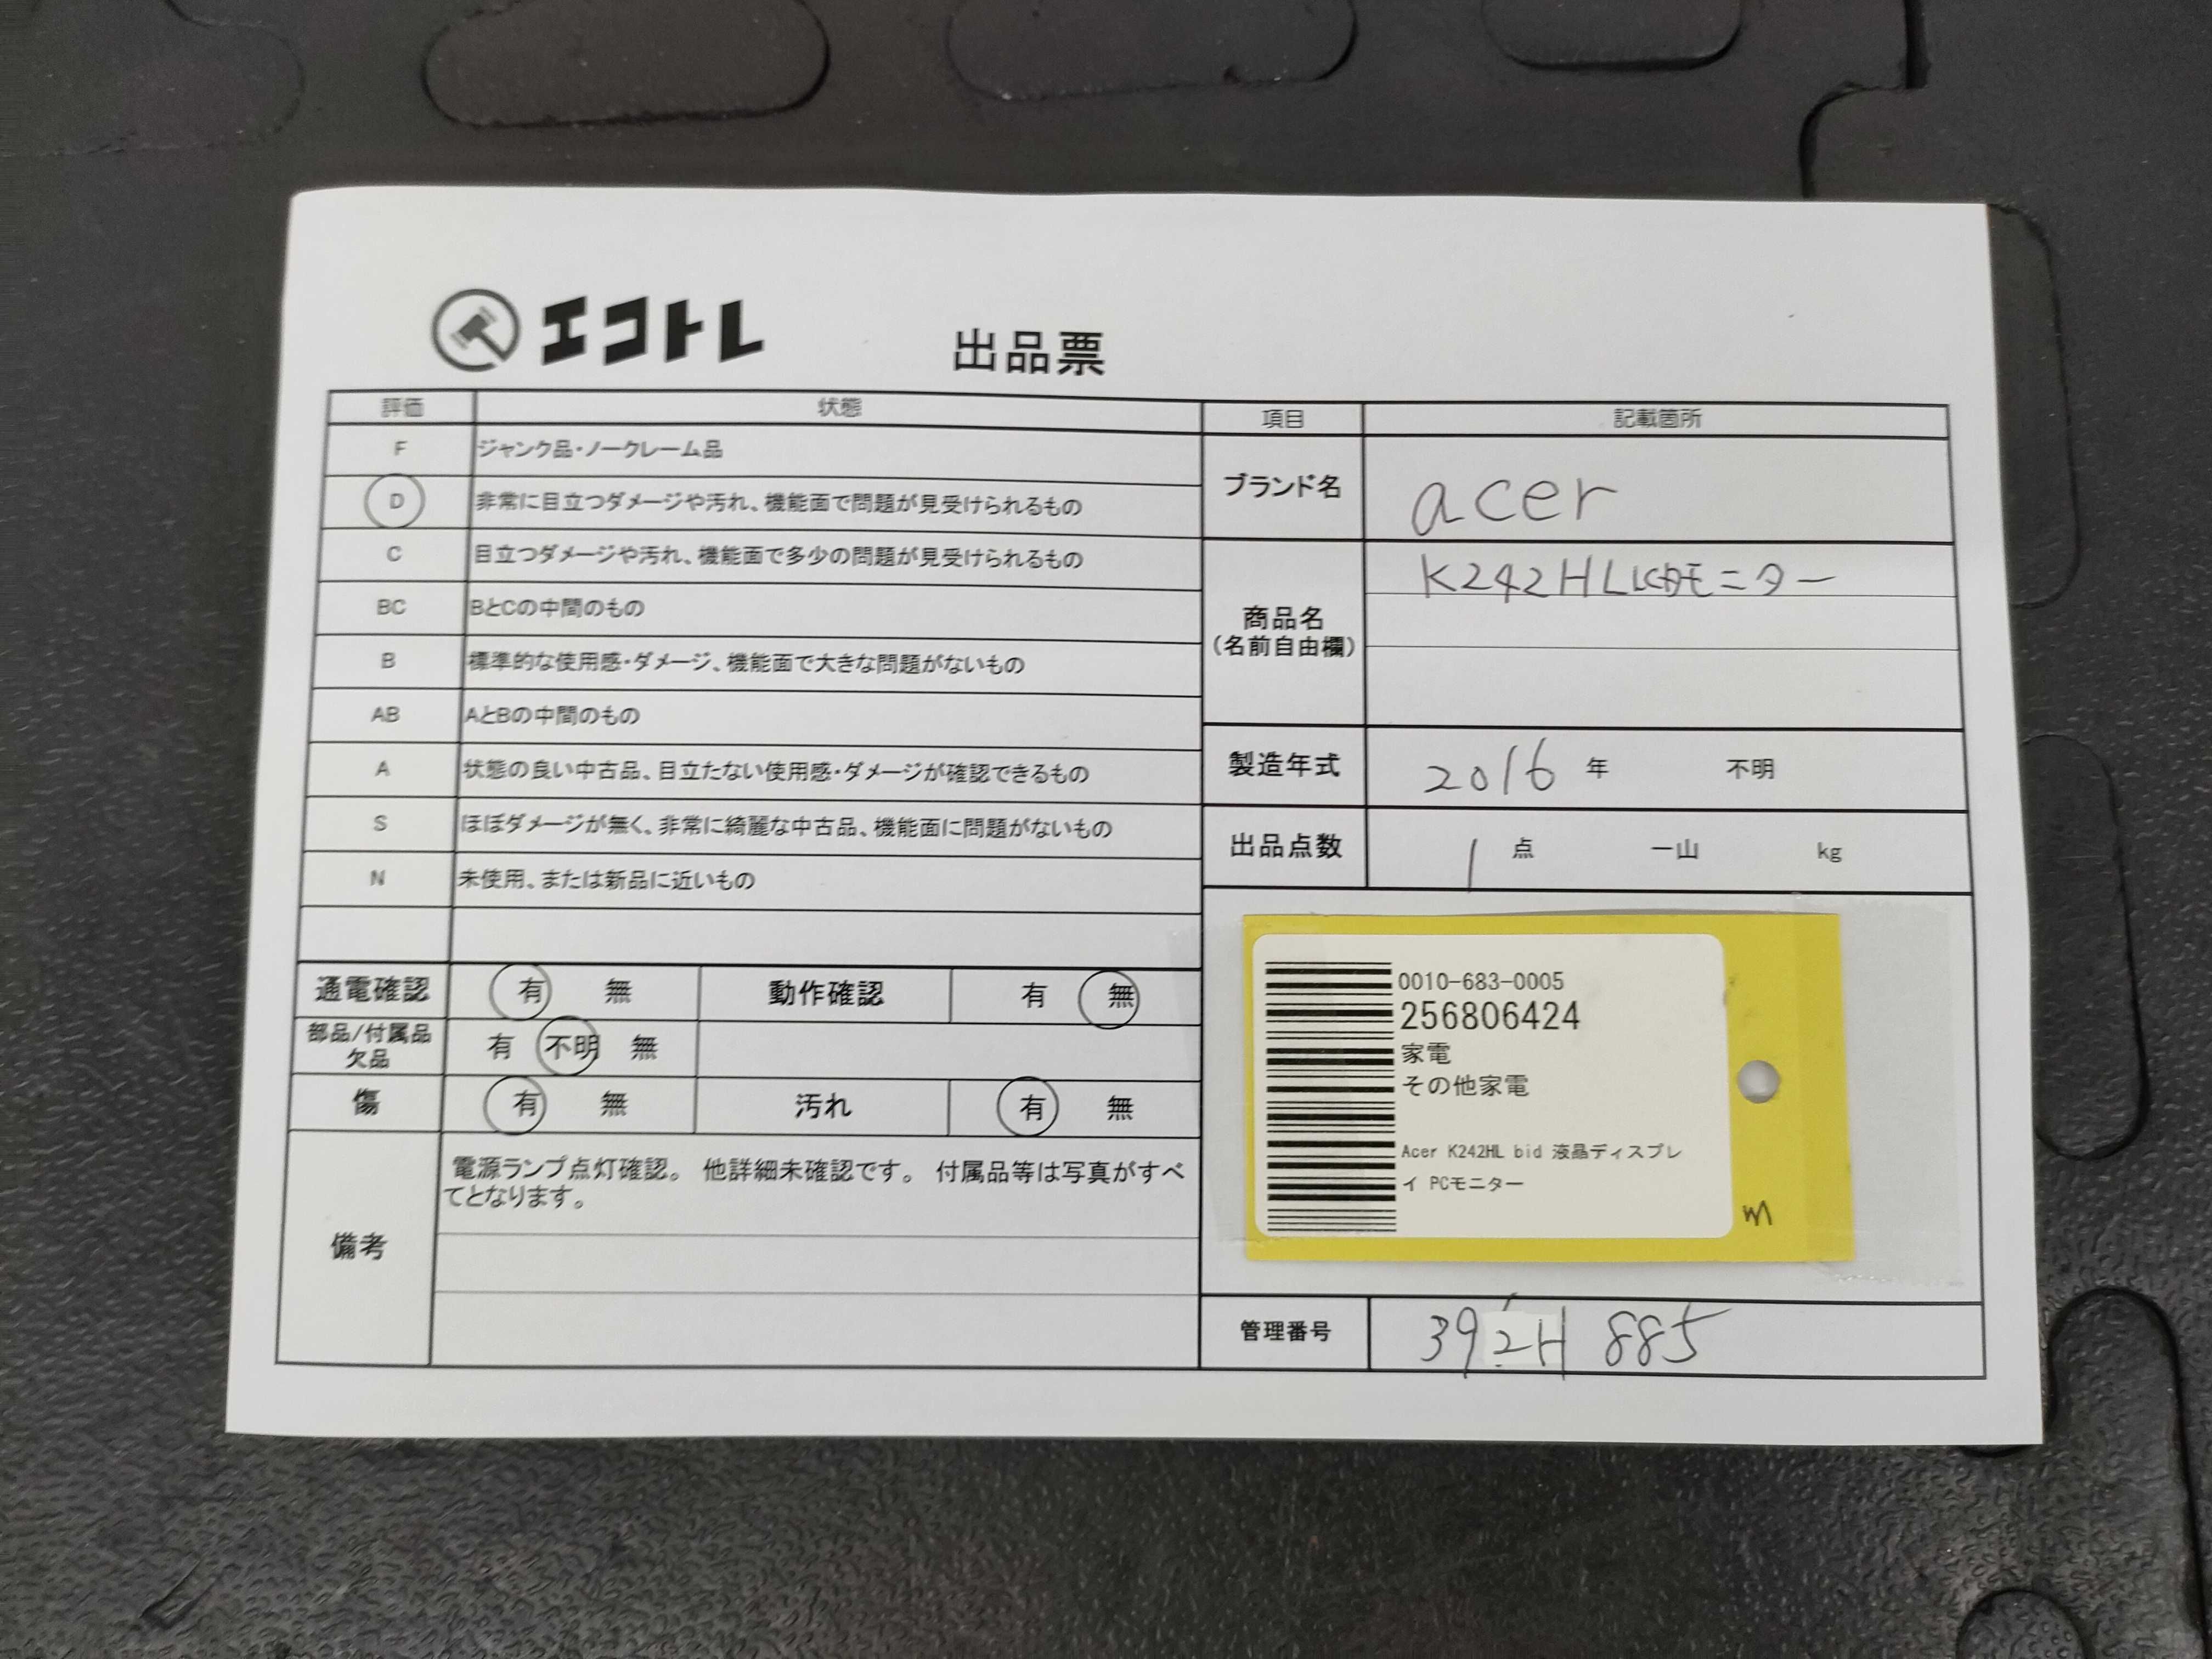 エコトレ 出品票
評価 状態
F ジャンク品・ノークレーム品
D 非常に目立つダメージや汚れ、機能面で問題が見受けられるもの
C 目立つダメージや汚れ、機能面で多少の問題が見受けられるもの
BC BとCの中間のもの
B 標準的な使用感・ダメージ、機能面で大きな問題がないもの
AB AとBの中間のもの
A 状態の良い中古品、目立たない使用感・ダメージが確認できるもの
S ほぼダメージが無く、非常に綺麗な中古品、機能面に問題がないもの
N 未使用、または新品に近いもの
通電確認 有 無 動作確認 有 無
部品/付属品
欠品 有 不明 無
傷 有 無 汚れ 有 無
備考
電源ランプ点灯確認。 他詳細未確認です。 付属品等は写真がすべ
てとなります。
項目 記載箇所
ブランド名 acer
商品名
(名前自由欄)
K242HL モニター
製造年式 2016 年 不明
出品点数 1 点 一山 kg
0010-683-0005
256806424
家電
その他家電
Acer K242HL bid 液晶ディスプレ
イ PCモニター
m
管理番号 392H 885